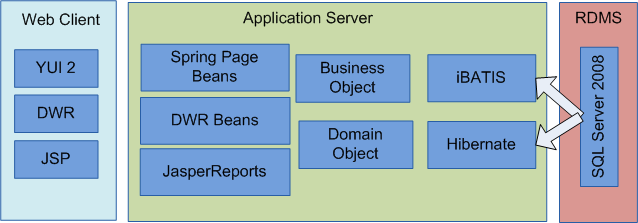 Web Client
YUI 2
DWR
JSP
Application Server
Spring Page
Beans
DWR Beans
JasperReports
Business
Object
Domain
Object
iBATIS
Hibernate
RDMS
SQL Server 2008